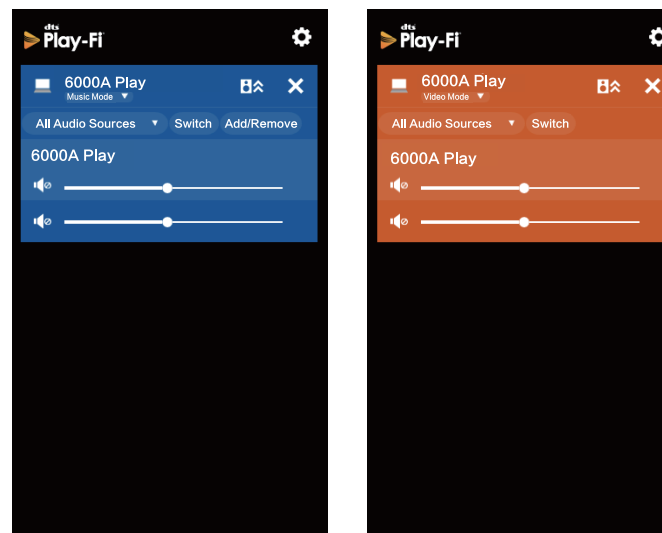 dts
Play-Fi
6000A Play
Music Mode ▼
All Audio Sources ▼ Switch Add/Remove
6000A Play
dts
Play-Fi
6000A Play
Video Mode ▼
All Audio Sources ▼ Switch
6000A Play